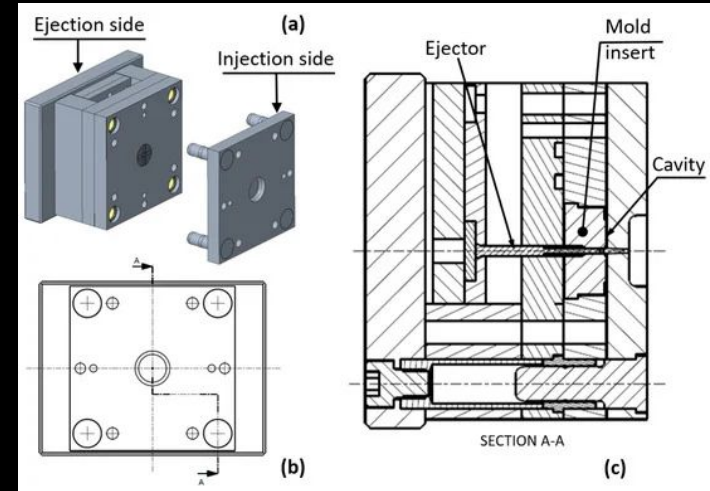 Ejection side
(a)
Injection side
Ejector
Mold
insert
Cavity
A
A
(b)
SECTION A-A
(c)